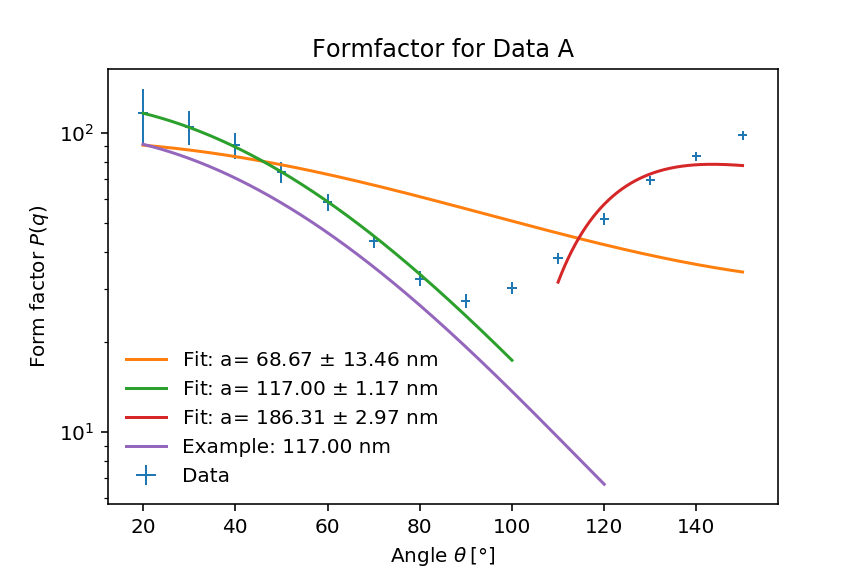 Formfactor for Data A
Form factor P(q)
10²
10¹
Fit: a= 68.67 ± 13.46 nm
Fit: a= 117.00 ± 1.17 nm
Fit: a= 186.31 ± 2.97 nm
Example: 117.00 nm
Data
20 40 60 80 100 120 140
Angle θ [°]